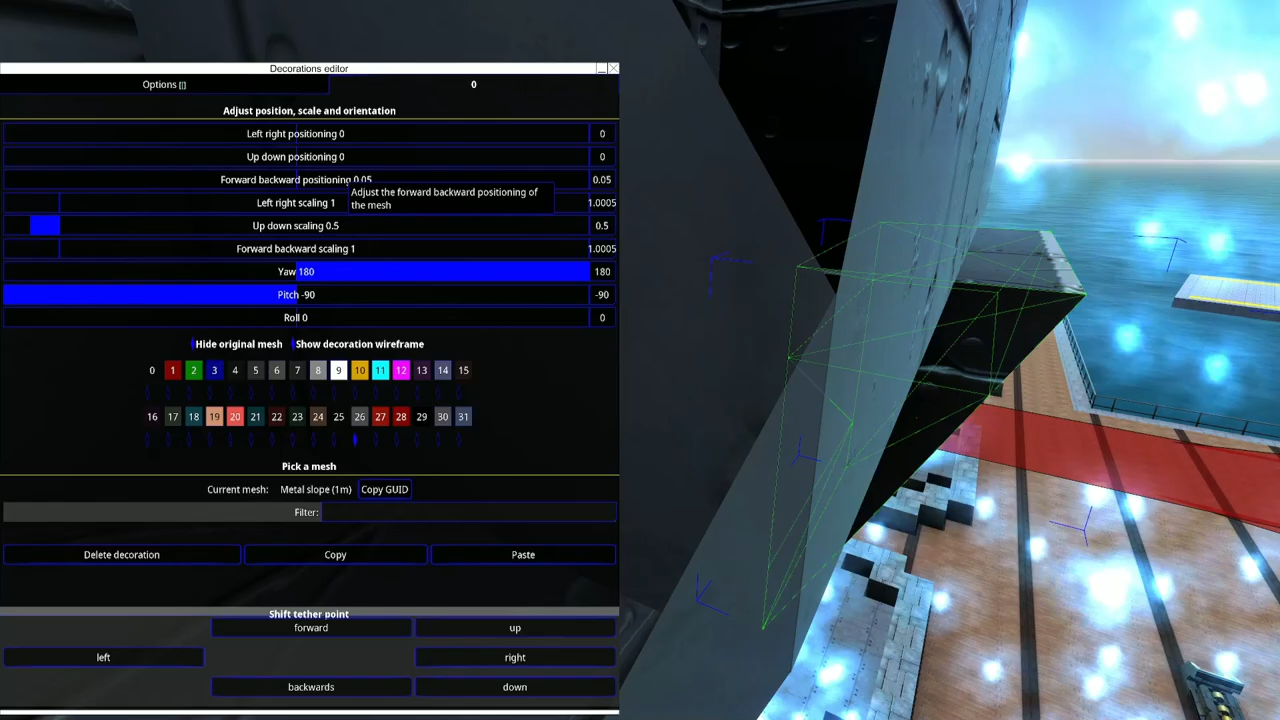 Decorations editor
Options [|] 0
Adjust position, scale and orientation
Left right positioning 0 0
Up down positioning 0 0
Forward backward positioning 0.05 0.05
Adjust the forward backward positioning of
the mesh
Left right scaling 1 1.0005
Up down scaling 0.5 0.5
Forward backward scaling 1 1.0005
Yaw 180 180
Pitch -90 -90
Roll 0 0
Hide original mesh Show decoration wireframe
0 1 2 3 4 5 6 7 8 9 10 11 12 13 14 15
16 17 18 19 20 21 22 23 24 25 26 27 28 29 30 31
Pick a mesh
Current mesh: Metal slope (1m) Copy GUID
Filter:
Delete decoration Copy Paste
Shift tether point
forward up
left right
backwards down